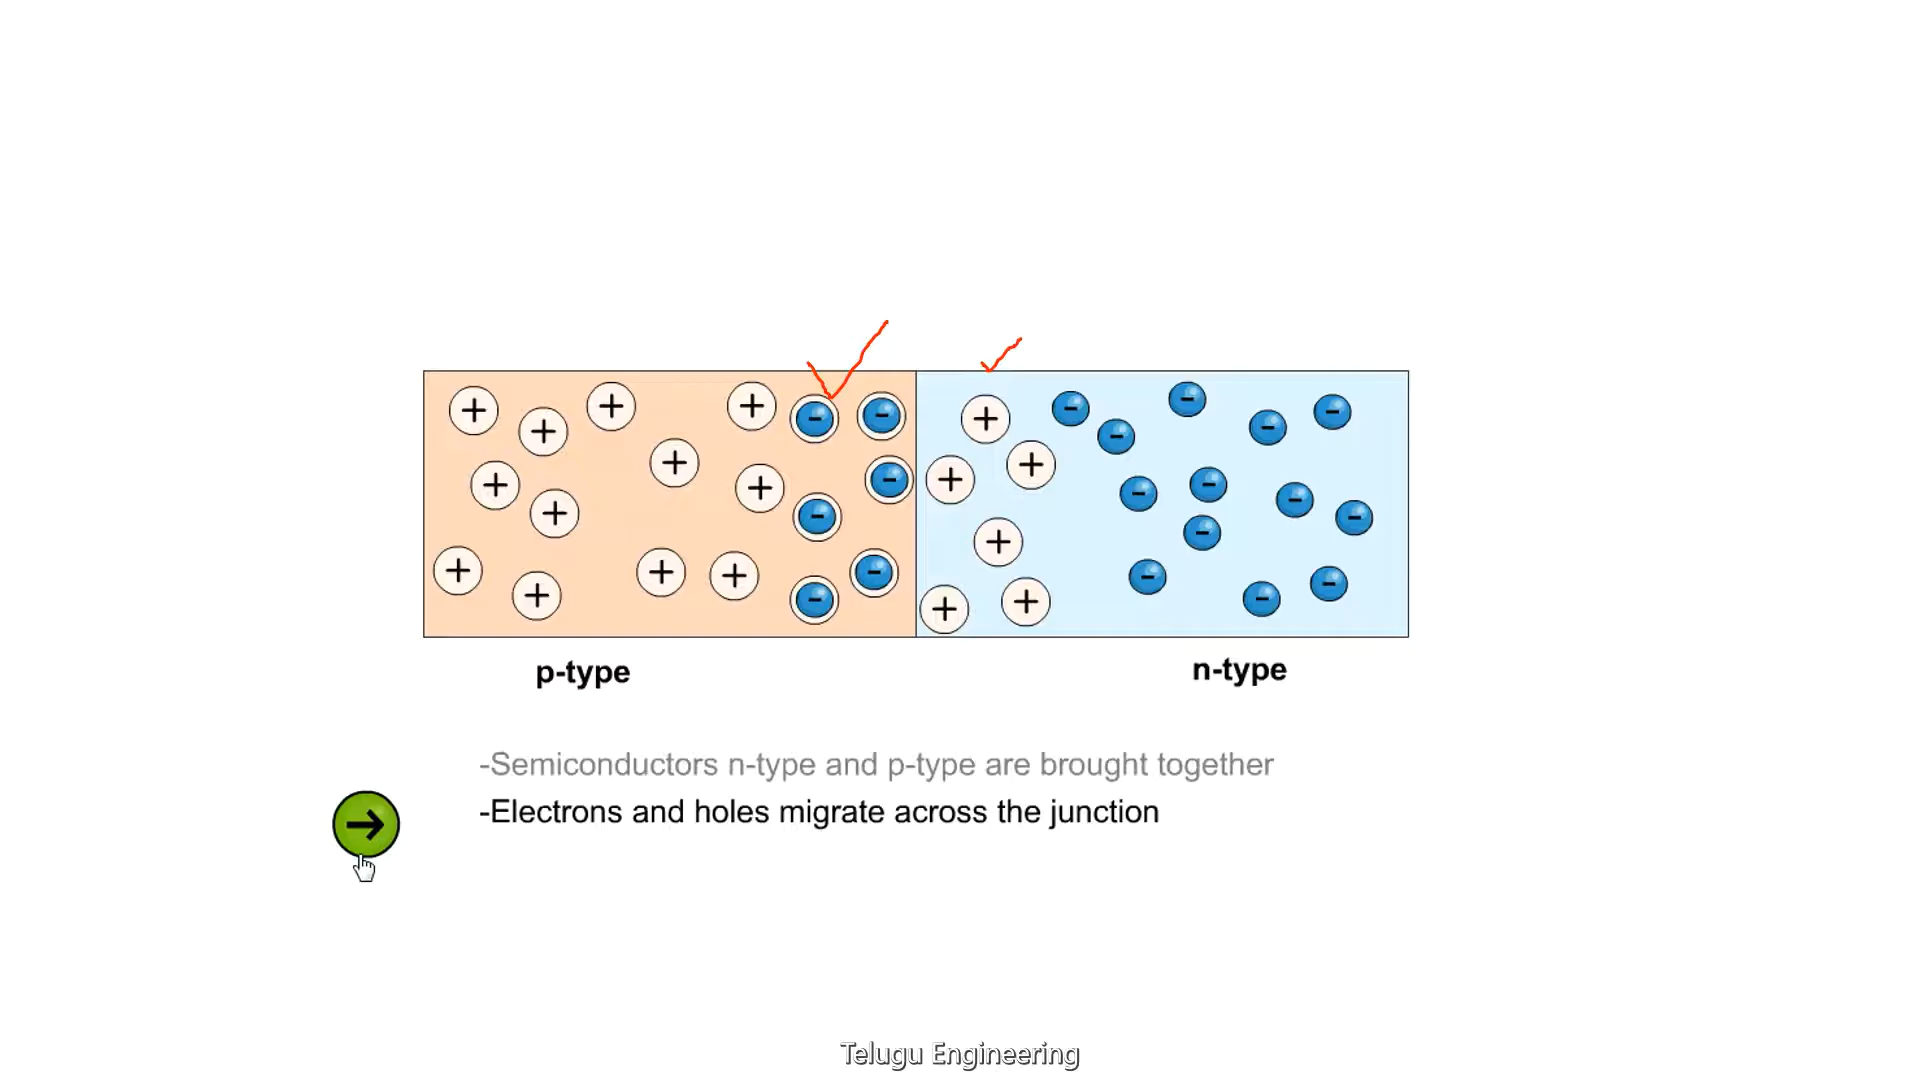 p-type
n-type
-Semiconductors n-type and p-type are brought together
-Electrons and holes migrate across the junction
Telugu Engineering